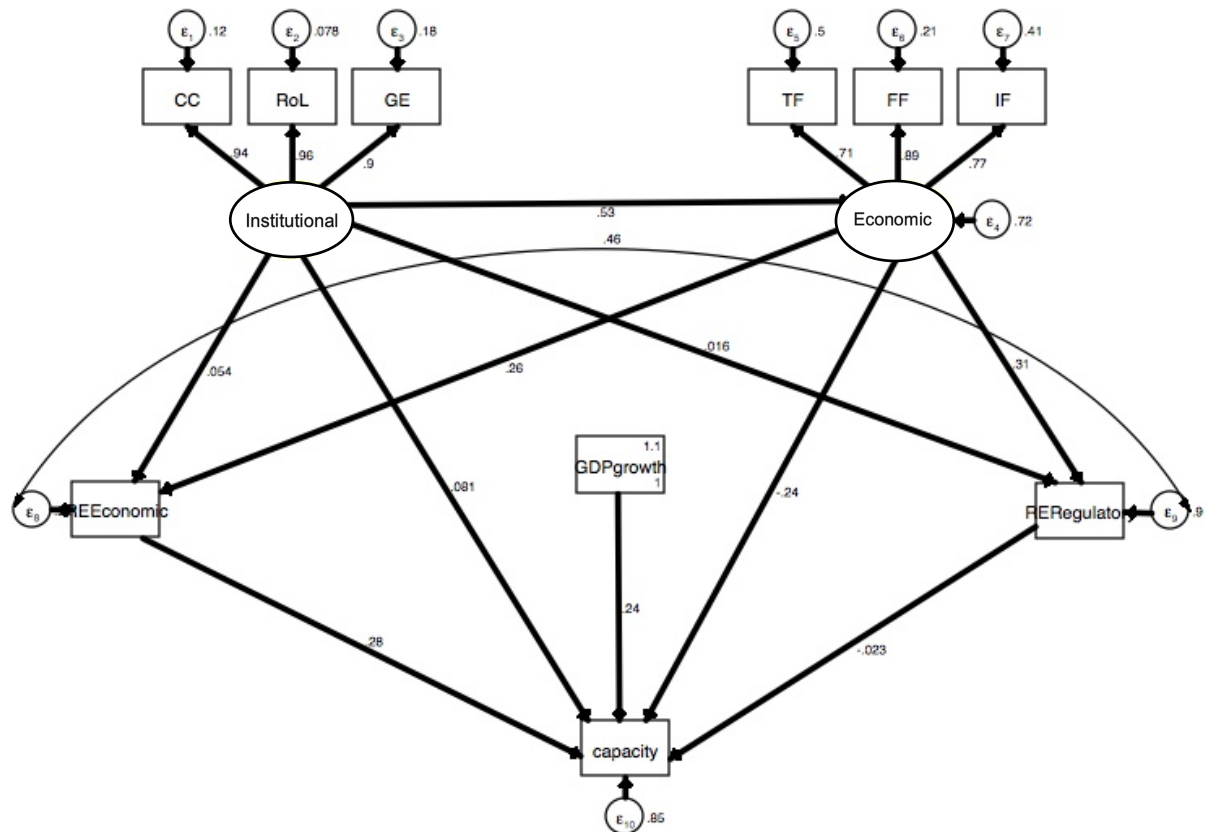 ε1 .12
ε2 .078
ε3 .18
ε5 .5
ε6 .21
ε7 .41
CC
RoL
GE
TF
FF
IF
.94
.96
.9
.71
.89
.77
Institutional
.53
Economic
ε4 .72
.46
.054
.26
.016
.31
GDPgrowth
1.1
1
.081
-.24
ε8
REEconomic
RERegulato
ε9 .9
.28
.24
-.023
capacity
ε10 .85